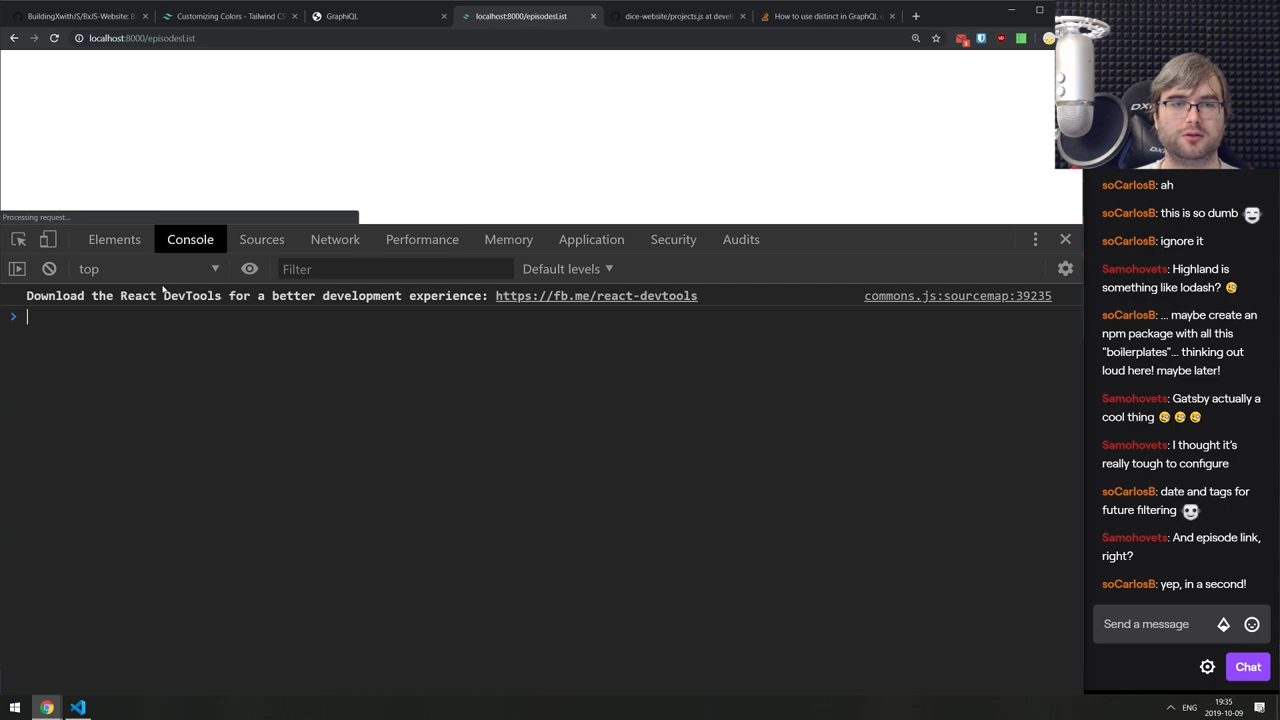 BuildingXwithJS/BxJS-Website: B
Customizing Colors - Tailwind CS
GraphiQL
localhost:8000/episodesList
dice-website/projects.js at devel
How to use distinct in GraphQL
localhost:8000/episodesList
Processing request...
Elements
Console
Sources
Network
Performance
Memory
Application
Security
Audits
top
Filter
Default levels
Download the React DevTools for a better development experience: https://fb.me/react-devtools
commons.js:sourcemap:39235
soCarlosB: ah
soCarlosB: this is so dumb
soCarlosB: ignore it
Samohovets: Highland is
something like lodash?
soCarlosB: ... maybe create an
npm package with all this
"boilerplates"... thinking out
loud here! maybe later!
Samohovets: Gatsby actually a
cool thing
Samohovets: I thought it's
really tough to configure
soCarlosB: date and tags for
future filtering
Samohovets: And episode link,
right?
soCarlosB: yep, in a second!
Send a message
Chat
ENG
19:35
2019-10-09